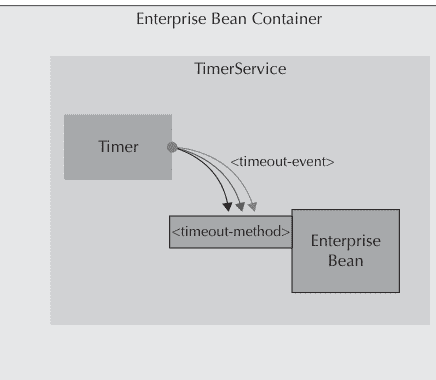 Enterprise Bean Container
TimerService
Timer
<timeout-event>
<timeout-method>
Enterprise
Bean